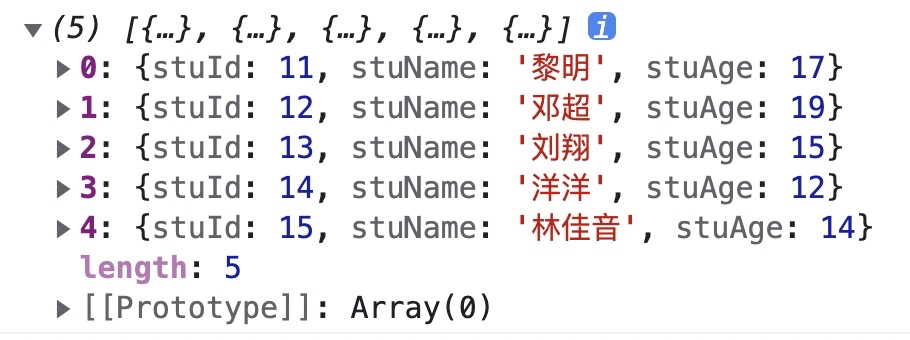 (5) [{…}, {…}, {…}, {…}, {…}] i
0: {stuId: 11, stuName: '黎明', stuAge: 17}
1: {stuId: 12, stuName: '邓超', stuAge: 19}
2: {stuId: 13, stuName: '刘翔', stuAge: 15}
3: {stuId: 14, stuName: '洋洋', stuAge: 12}
4: {stuId: 15, stuName: '林佳音', stuAge: 14}
length: 5
[[Prototype]]: Array(0)